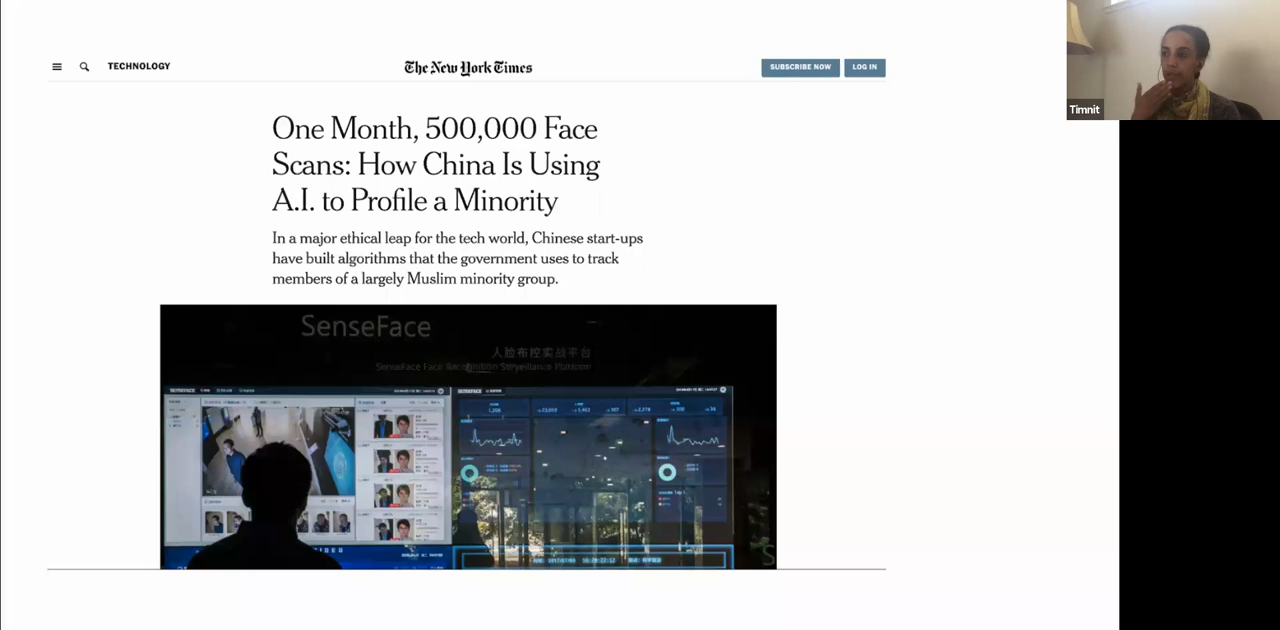 TECHNOLOGY
The New York Times
SUBSCRIBE NOW
LOG IN
Timnit
One Month, 500,000 Face
Scans: How China Is Using
A.I. to Profile a Minority
In a major ethical leap for the tech world, Chinese start-ups
have built algorithms that the government uses to track
members of a largely Muslim minority group.
SenseFace
人脸布控实战平台
SenseFace Face Recognition Surveillance Platform